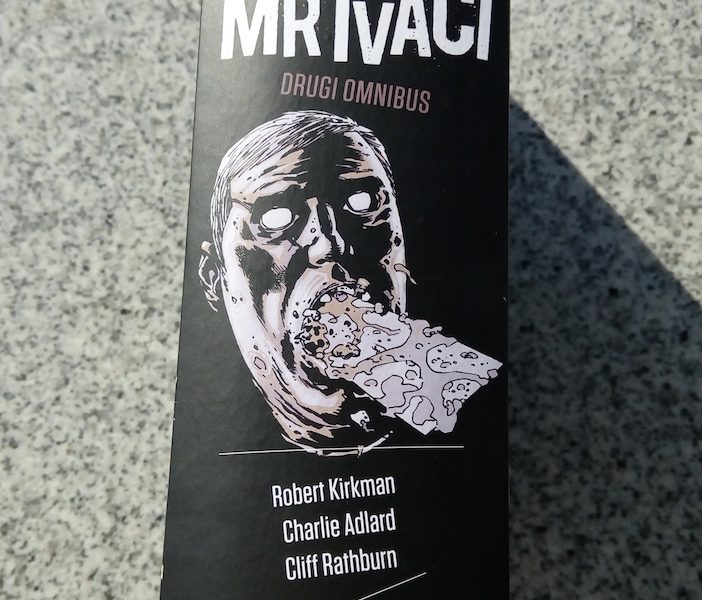 MRTVACI
DRUGI OMNIBUS
Robert Kirkman
Charlie Adlard
Cliff Rathburn